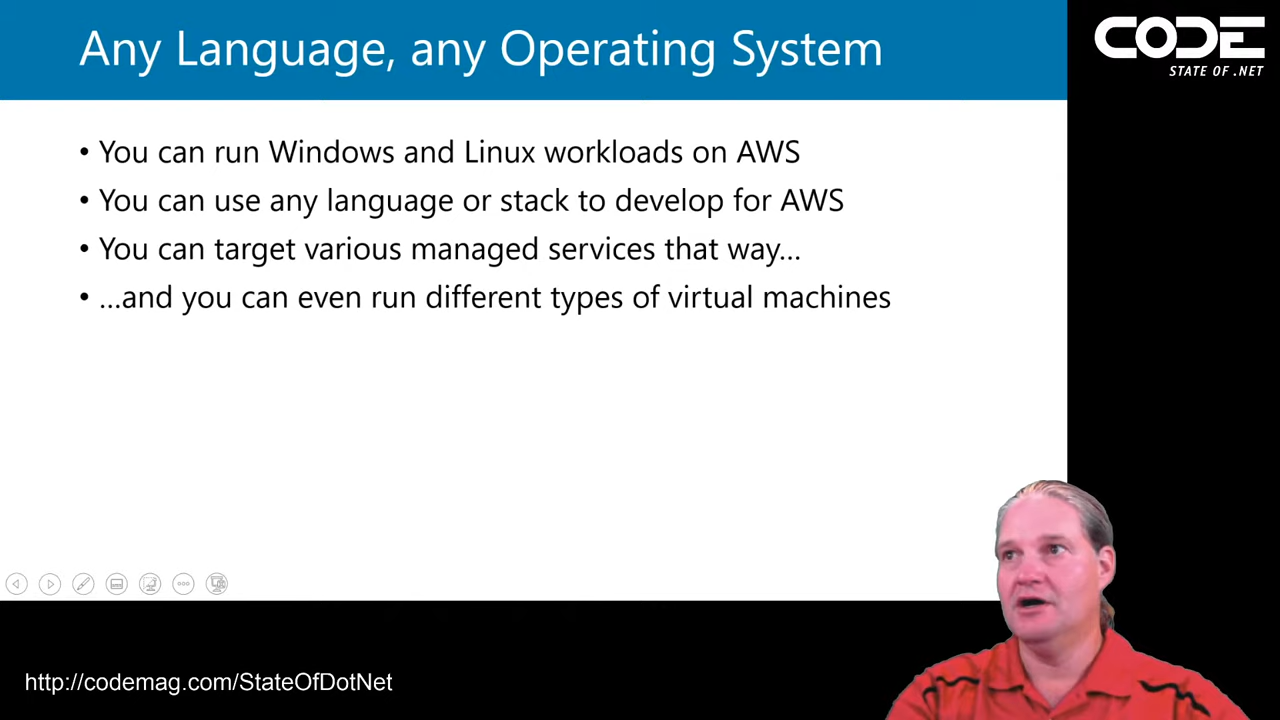 Any Language, any Operating System
CODE
STATE OF .NET
• You can run Windows and Linux workloads on AWS
• You can use any language or stack to develop for AWS
• You can target various managed services that way...
• ...and you can even run different types of virtual machines
http://codemag.com/StateOfDotNet